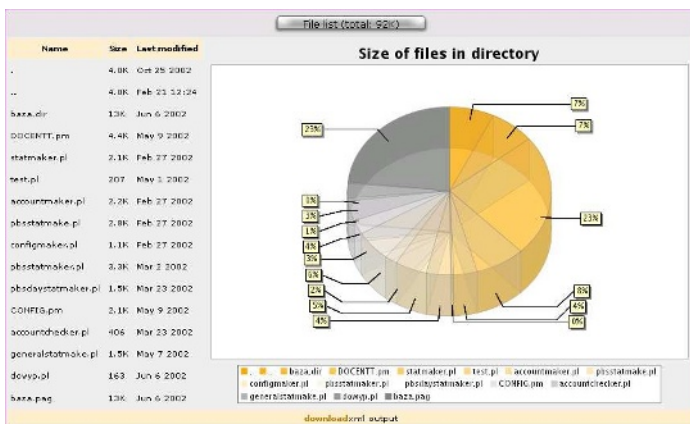 File list (total: 92K)
Name Size Last modified
. 4.0K Oct 25 2002
.. 4.0K Feb 21 12:24
baza.dir 13K Jun 6 2002
DOCENTT.pm 4.4K May 9 2002
statmaker.pl 2.1K Feb 27 2002
test.pl 207 May 1 2002
accountmaker.pl 2.2K Feb 27 2002
pbsstatmake.pl 2.8K Feb 27 2002
configmaker.pl 1.1K Feb 27 2002
pbsstatmaker.pl 3.3K Mar 2 2002
pbsdaystatmaker.pl 1.5K Mar 23 2002
CONFIG.pm 2.1K May 9 2002
accountchecker.pl 406 Mar 23 2002
generalstatmake.pl 1.5K May 7 2002
dowyp.pl 163 Jun 6 2002
baza.pag 13K Jun 6 2002
Size of files in directory
7%
7%
23%
23%
0%
3%
1%
4%
3%
6%
2%
5%
4%
8%
4%
0%
. .. baza.dir DOCENTT.pm statmaker.pl test.pl accountmaker.pl pbsstatmake.pl
configmaker.pl pbsstatmaker.pl pbsdaystatmaker.pl CONFIG.pm accountchecker.pl
generalstatmake.pl dowyp.pl baza.pag
download xml output